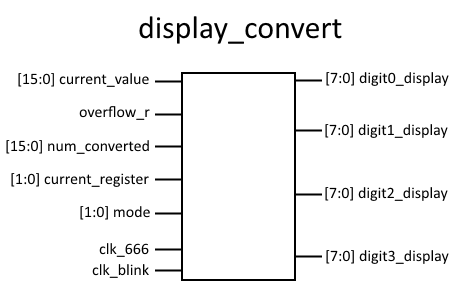 display_convert
[15:0] current_value
overflow_r
[15:0] num_converted
[1:0] current_register
[1:0] mode
clk_666
clk_blink
[7:0] digit0_display
[7:0] digit1_display
[7:0] digit2_display
[7:0] digit3_display